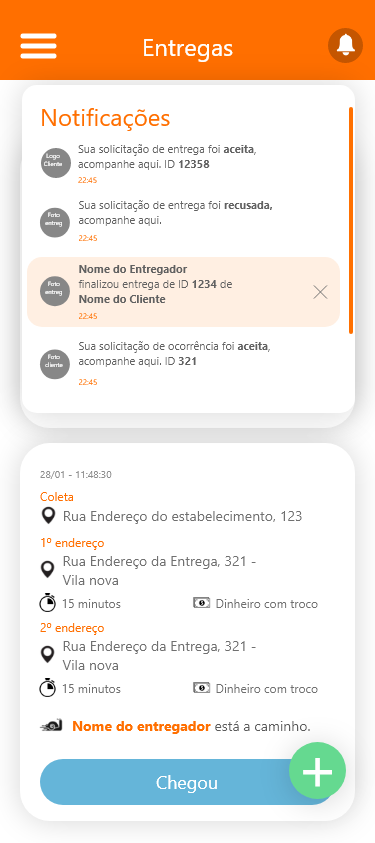 Entregas
Notificações
Logo
Cliente
Sua solicitação de entrega foi aceita,
acompanhe aqui. ID 12358
22:45
Foto
entreg
Sua solicitação de entrega foi recusada,
acompanhe aqui.
22:45
Foto
entreg
Nome do Entregador
finalizou entrega de ID 1234 de
Nome do Cliente
22:45
Foto
cliente
Sua solicitação de ocorrência foi aceita,
acompanhe aqui. ID 321
22:45
28/01 - 11:48:30
Coleta
Rua Endereço do estabelecimento, 123
1º endereço
Rua Endereço da Entrega, 321 -
Vila nova
15 minutos Dinheiro com troco
2º endereço
Rua Endereço da Entrega, 321 -
Vila nova
15 minutos Dinheiro com troco
Nome do entregador está a caminho.
Chegou